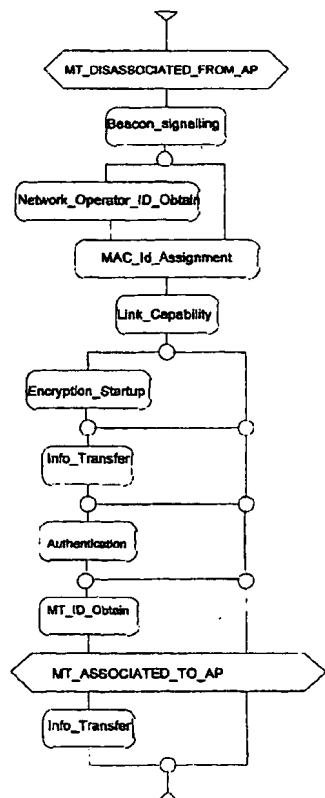 MT_DISASSOCIATED_FROM_AP
Beacon_signalling
Network_Operator_ID_Obtain
MAC_Id_Assignment
Link_Capability
Encryption_Startup
Info_Transfer
Authentication
MT_ID_Obtain
MT_ASSOCIATED_TO_AP
Info_Transfer